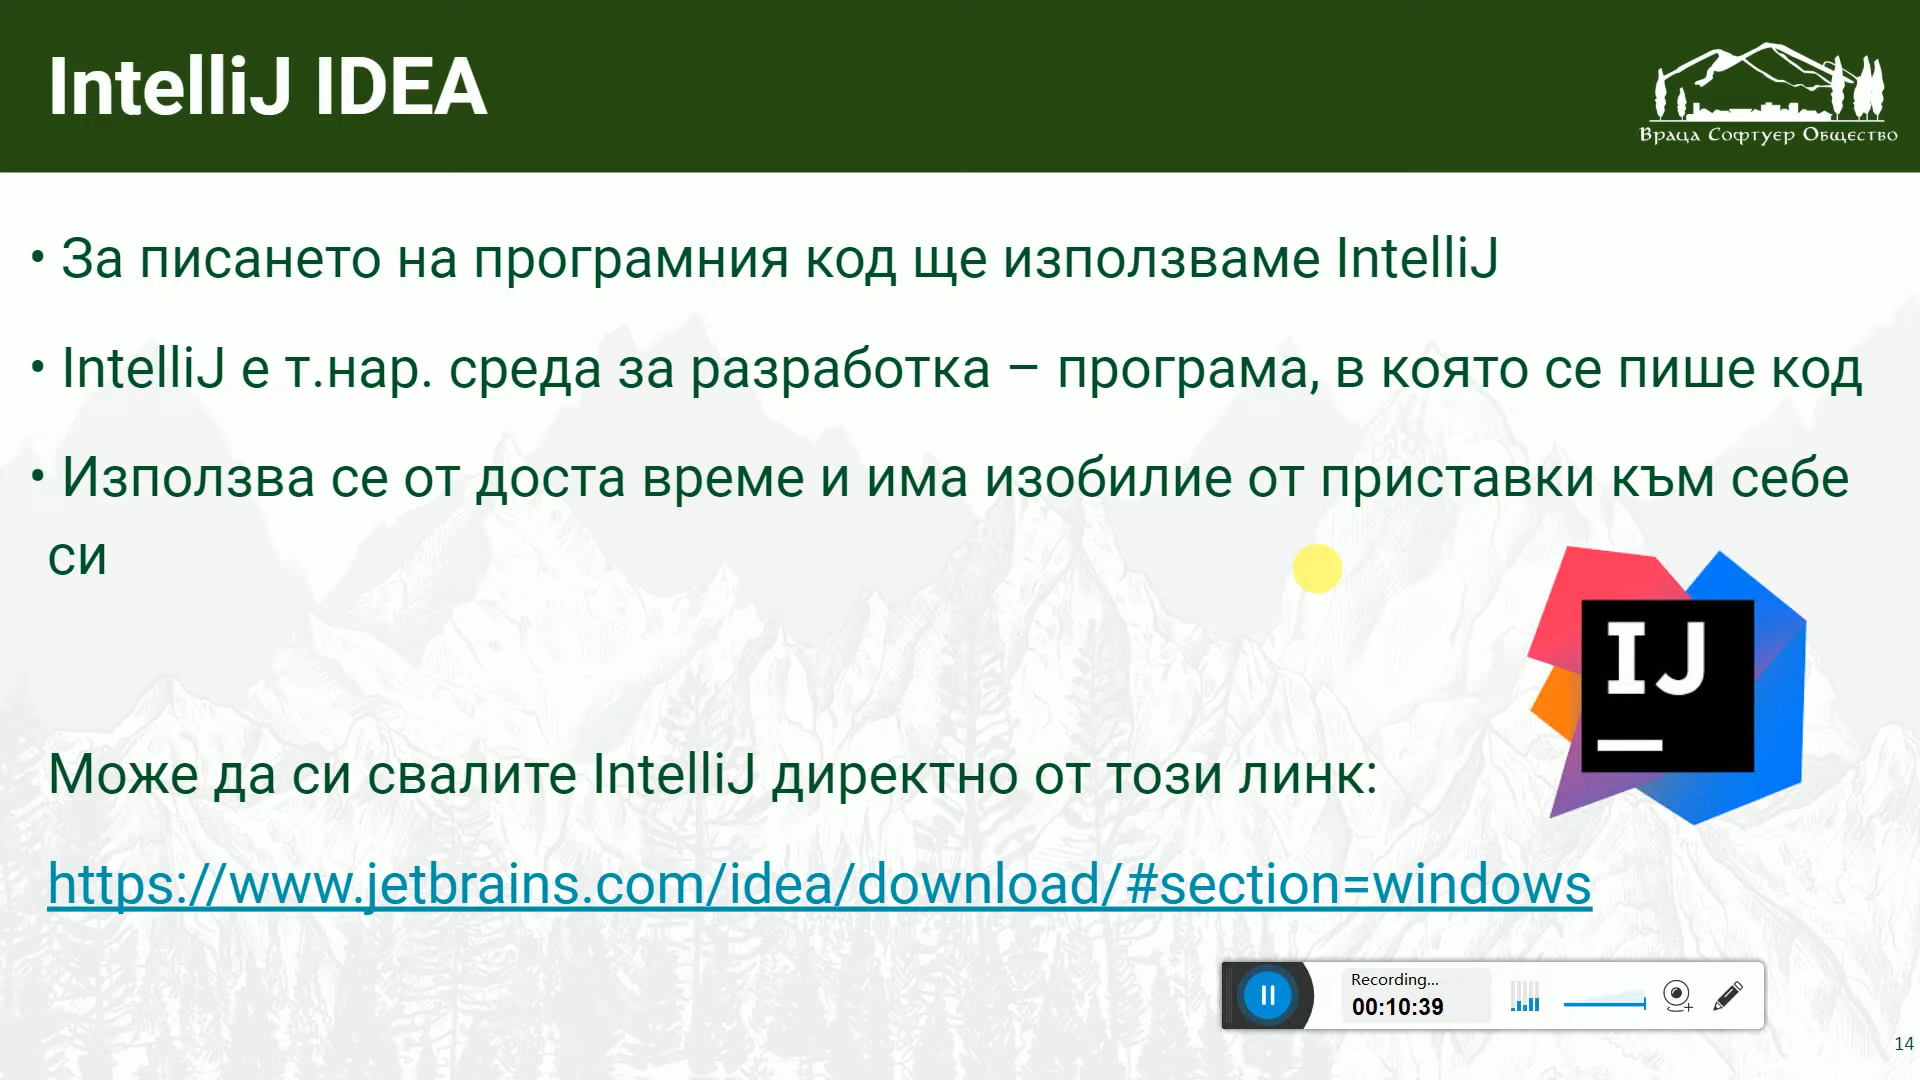 IntelliJ IDEA
Враца Софтуер Общество
• За писането на програмния код ще използваме IntelliJ
• IntelliJ е т.нар. среда за разработка – програма, в която се пише код
• Използва се от доста време и има изобилие от приставки към себе
си
IJ
Може да си свалите IntelliJ директно от този линк:
https://www.jetbrains.com/idea/download/#section=windows
Recording...
00:10:39
14